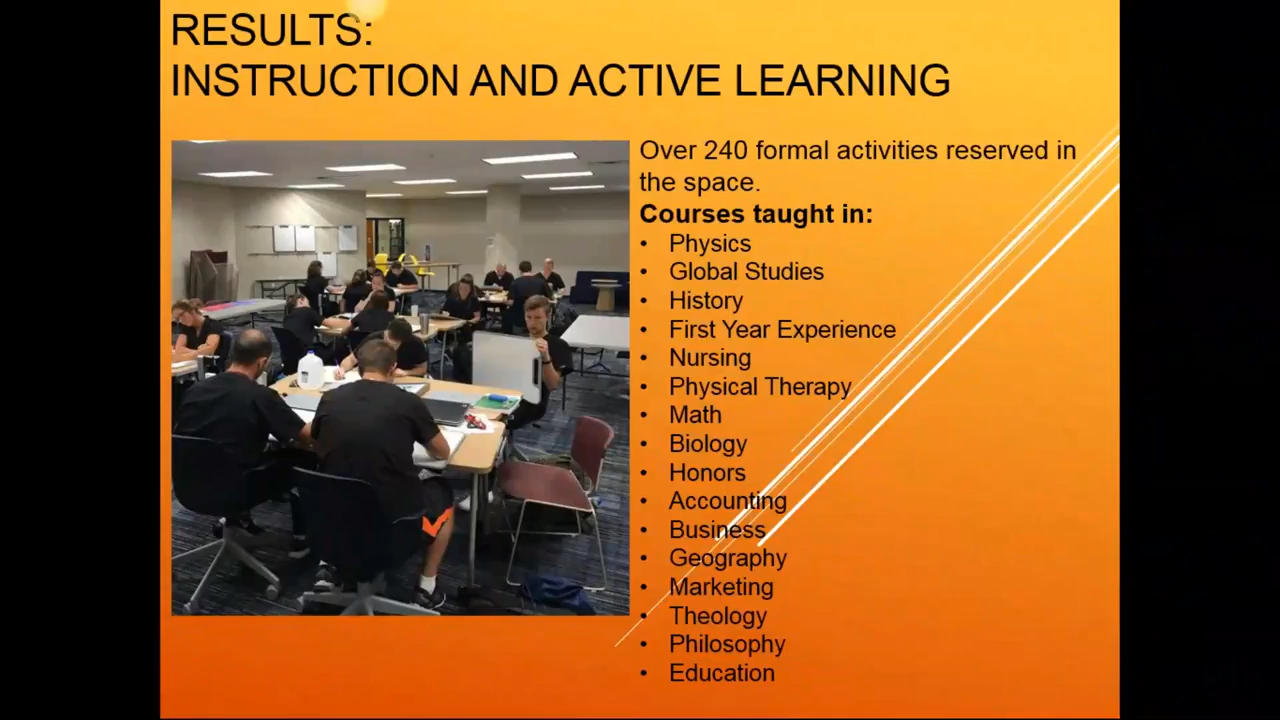 RESULTS:
INSTRUCTION AND ACTIVE LEARNING
Over 240 formal activities reserved in
the space.
Courses taught in:
• Physics
• Global Studies
• History
• First Year Experience
• Nursing
• Physical Therapy
• Math
• Biology
• Honors
• Accounting
• Business
• Geography
• Marketing
• Theology
• Philosophy
• Education